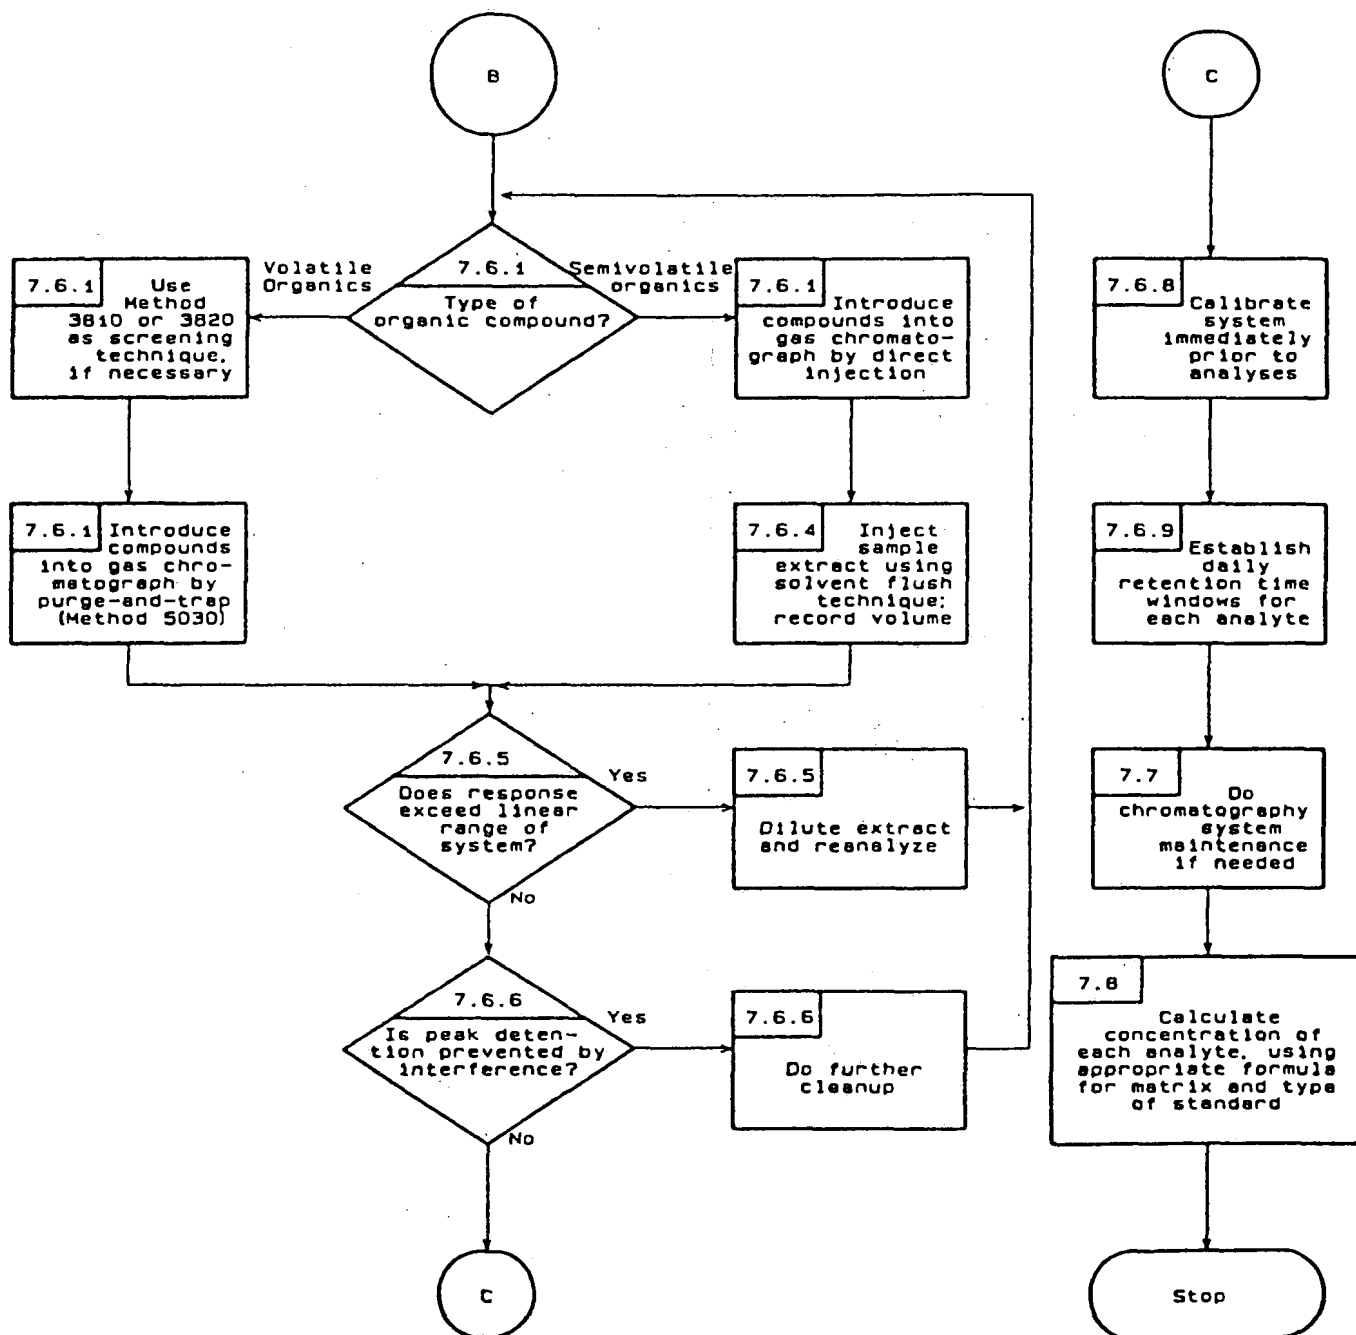 B
7.6.1
Type of
organic compound?
Volatile
Organics
Semivolatile
organics
7.6.1
Use
Method
3810 or 3820
as screening
technique,
if necessary
7.6.1
Introduce
compounds into
gas chromato-
graph by direct
injection
7.6.1
Introduce
compounds
into gas chro-
matograph by
purge-and-trap
(Method 5030)
7.6.4
Inject
sample
extract using
solvent flush
technique;
record volume
7.6.5
Does response
exceed linear
range of
system?
Yes
No
7.6.5
Dilute extract
and reanalyze
7.6.6
Is peak deten-
tion prevented by
interference?
Yes
No
7.6.6
Do further
cleanup
C
C
7.6.8
Calibrate
system
immediately
prior to
analyses
7.6.9
Establish
daily
retention time
windows for
each analyte
7.7
Do
chromatography
system
maintenance
if needed
7.8
Calculate
concentration of
each analyte, using
appropriate formula
for matrix and type
of standard
Stop